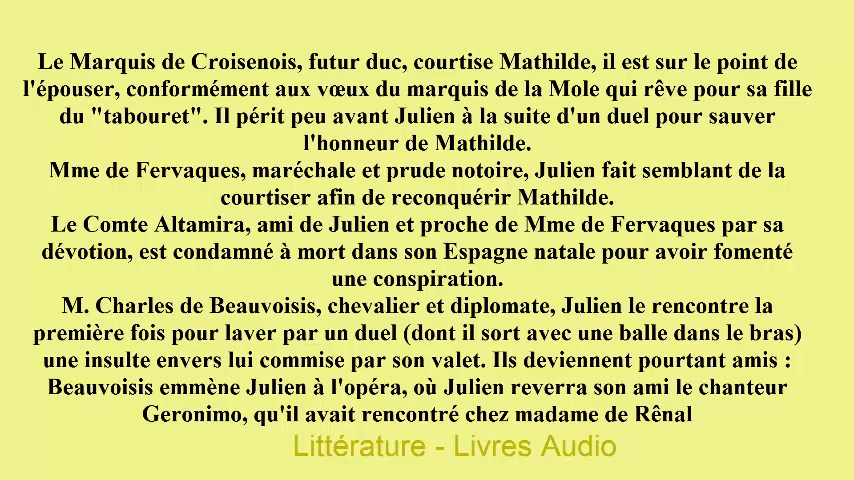 Le Marquis de Croisenois, futur duc, courtise Mathilde, il est sur le point de
l'épouser, conformément aux vœux du marquis de la Mole qui rêve pour sa fille
du "tabouret". Il périt peu avant Julien à la suite d'un duel pour sauver
l'honneur de Mathilde.
Mme de Fervaques, maréchale et prude notoire, Julien fait semblant de la
courtiser afin de reconquérir Mathilde.
Le Comte Altamira, ami de Julien et proche de Mme de Fervaques par sa
dévotion, est condamné à mort dans son Espagne natale pour avoir fomenté
une conspiration.
M. Charles de Beauvoisis, chevalier et diplomate, Julien le rencontre la
première fois pour laver par un duel (dont il sort avec une balle dans le bras)
une insulte envers lui commise par son valet. Ils deviennent pourtant amis :
Beauvoisis emmène Julien à l'opéra, où Julien reverra son ami le chanteur
Geronimo, qu'il avait rencontré chez madame de Rênal
Littérature - Livres Audio